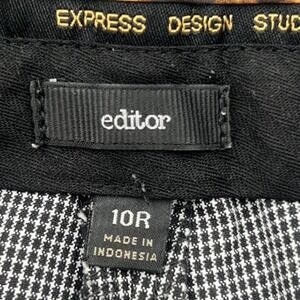 EXPRESS DESIGN STUD
editor
10R
MADE IN
INDONESIA